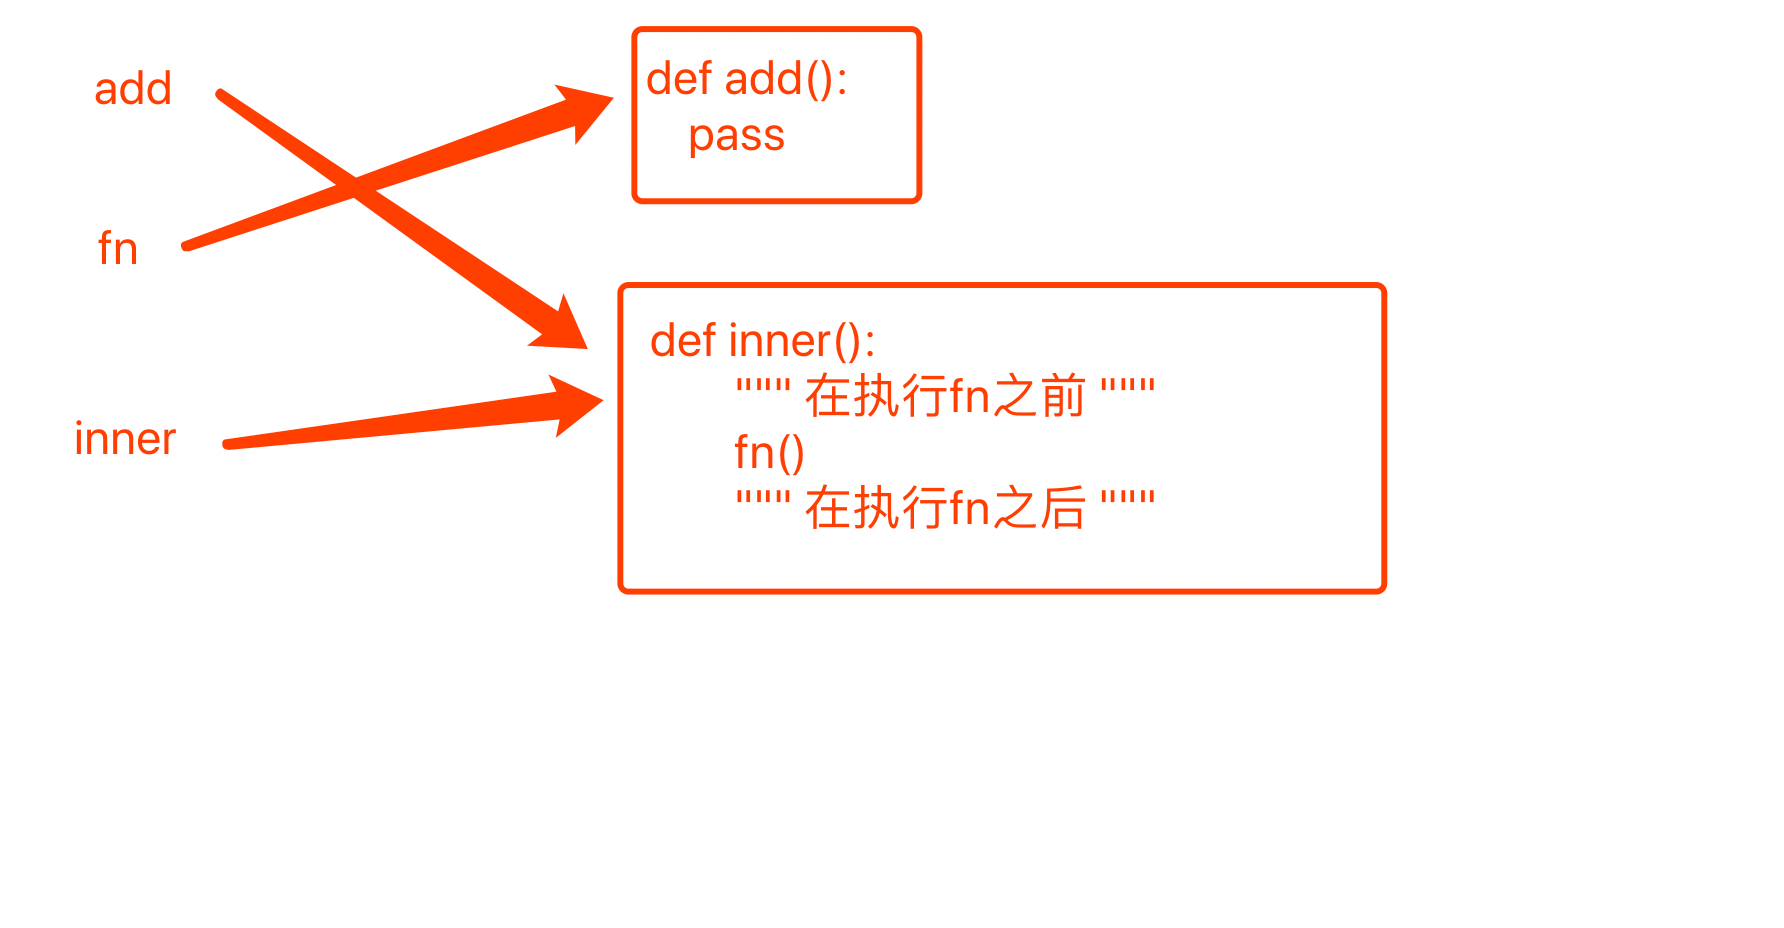 add
fn
inner
def add():
pass
def inner():
""" 在执行fn之前 """
fn()
""" 在执行fn之后 """